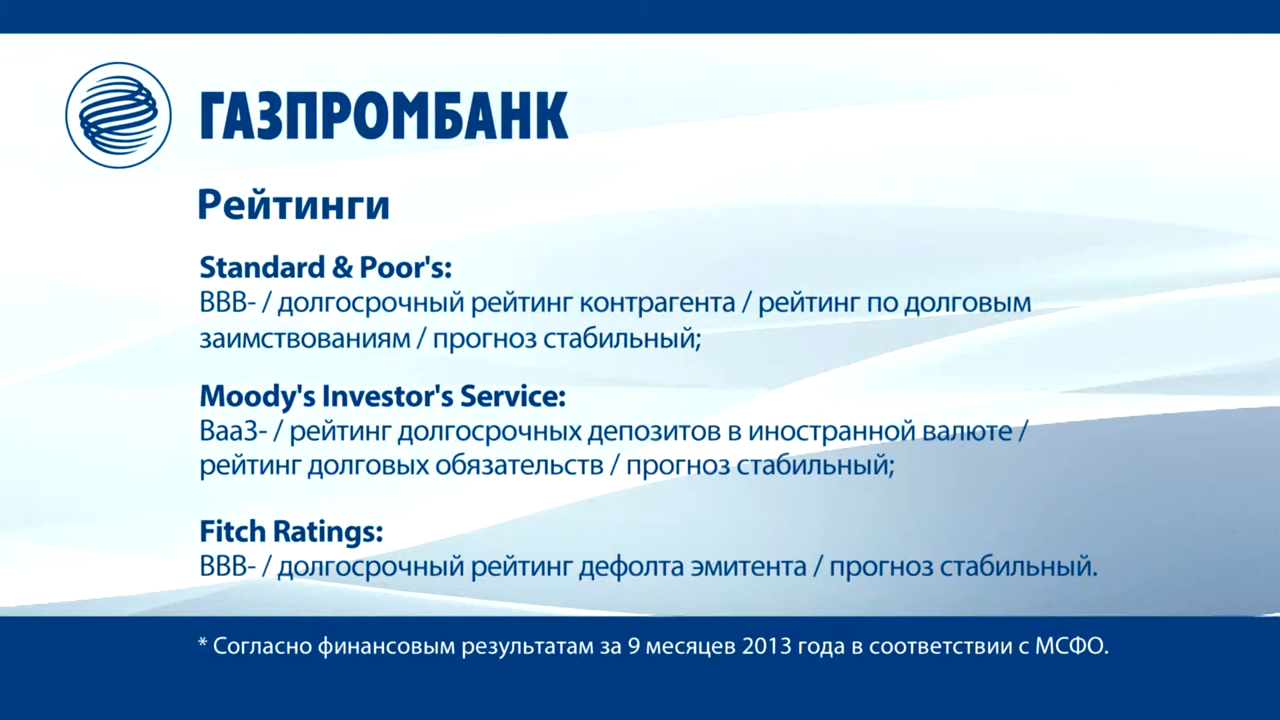 ГАЗПРОМБАНК
Рейтинги
Standard & Poor's:
BBB- / долгосрочный рейтинг контрагента / рейтинг по долговым
заимствованиям / прогноз стабильный;
Moody's Investor's Service:
Baa3- / рейтинг долгосрочных депозитов в иностранной валюте /
рейтинг долговых обязательств / прогноз стабильный;
Fitch Ratings:
BBB- / долгосрочный рейтинг дефолта эмитента / прогноз стабильный.
* Согласно финансовым результатам за 9 месяцев 2013 года в соответствии с МСФО.